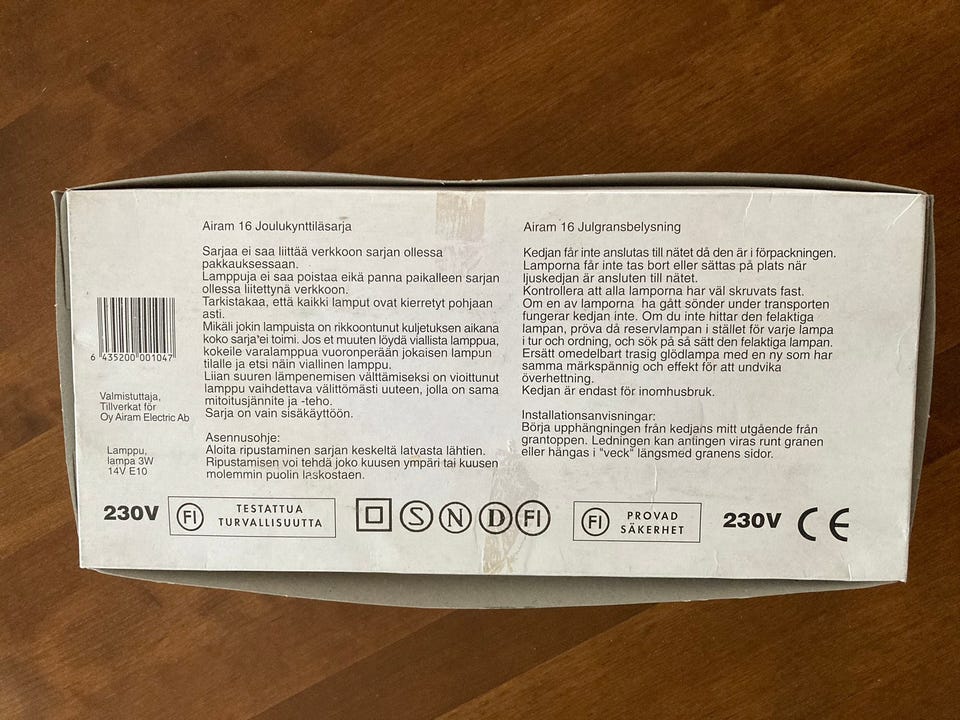 Airam 16 Joulukynttiläsarja
Sarjaa ei saa liittää verkkoon sarjan ollessa
pakkauksessaan.
Lamppuja ei saa poistaa eikä panna paikalleen sarjan
ollessa liitettynä verkkoon.
Tarkistakaa, että kaikki lamput ovat kierretyt pohjaan
asti.
Mikäli jokin lampuista on rikkoontunut kuljetuksen aikana
koko sarja'ei toimi. Jos et muuten löydä viallista lamppua,
kokeile varalamppua vuoronperään jokaisen lampun
tilalle ja etsi näin viallinen lamppu.
Liian suuren lämpenemisen välttämiseksi on vioittunut
lamppu vaihdettava välittömästi uuteen, jolla on sama
mitoitusjännite ja -teho.
Sarja on vain sisäkäyttöön.
Asennusohje:
Aloita ripustaminen sarjan keskeltä latvasta lähtien.
Ripustamisen voi tehdä joko kuusen ympäri tai kuusen
molemmin puolin laskostaen.
Airam 16 Julgransbelysning
Kedjan får inte anslutas till nätet då den är i förpackningen.
Lamporna får inte tas bort eller sättas på plats när
ljuskedjan är ansluten till nätet.
Kontrollera att alla lamporna har väl skruvats fast.
Om en av lamporna ha gått sönder under transporten
fungerar kedjan inte. Om du inte hittar den felaktiga
lampan, pröva då reservlampan i stället för varje lampa
i tur och ordning, och sök på så sätt den felaktiga lampan.
Ersätt omedelbart trasig glödlampa med en ny som har
samma märkspännig och effekt för att undvika
överhettning.
Kedjan är endast för inomhusbruk.
Installationsanvisningar:
Börja upphängningen från kedjans mitt utgående från
grantoppen. Ledningen kan antingen viras runt granen
eller hängas i "veck" längsmed granens sidor.
6 435200 001047
Valmistuttaja,
Tillverkat för
Oy Airam Electric Ab
Lamppu,
lampa 3W
14V E10
230V
FI
TESTATTUA
TURVALLISUUTTA
S N D FI
FI
PROVAD
SÄKERHET
230V
CE